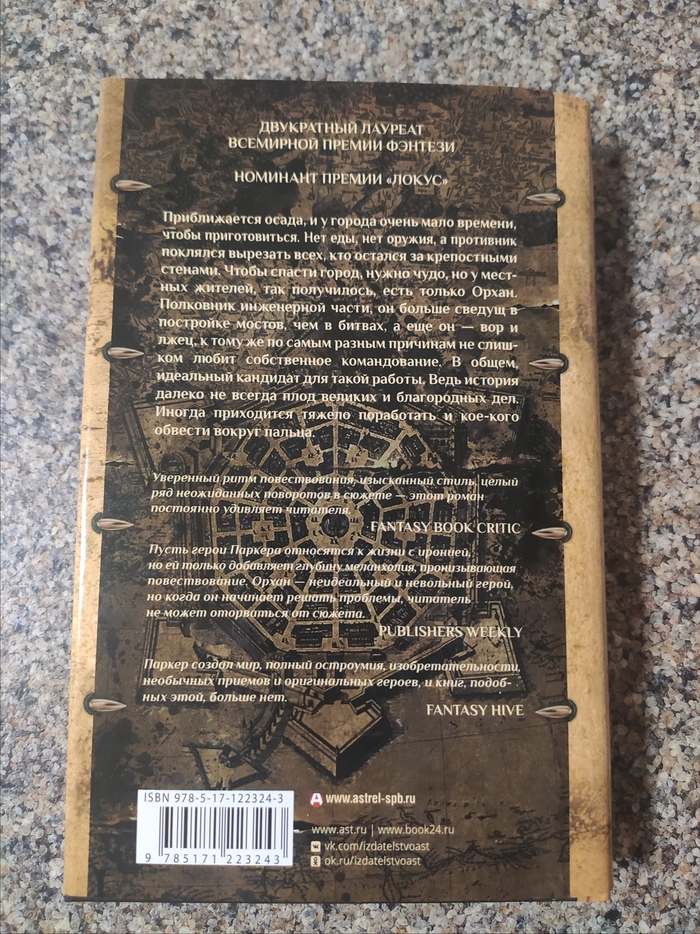 ДВУКРАТНЫЙ ЛАУРЕАТ
ВСЕМИРНОЙ ПРЕМИИ ФЭНТЕЗИ
НОМИНАНТ ПРЕМИИ «ЛОКУС»
Приближается осада, и у города очень мало времени,
чтобы приготовиться. Нет еды, нет оружия, а противник
поклялся вырезать всех, кто остался за крепостными
стенами. Чтобы спасти город, нужно чудо, но у мест-
ных жителей, так получилось, есть только Орхан.
Полковник инженерной части, он больше сведущ в
постройке мостов, чем в битвах, а еще он — вор и
лжец, к тому же по самым разным причинам не слиш-
ком любит собственное командование. В общем,
идеальный кандидат для такой работы. Ведь история
далеко не всегда плод великих и благородных дел.
Иногда приходится тяжело поработать и кое-кого
обвести вокруг пальца.
Уверенный ритм повествования, изысканный стиль, целый
ряд неожиданных поворотов в сюжете — этот роман
постоянно удивляет читателя.
FANTASY BOOK CRITIC
Пусть герои Паркера относятся к жизни с иронией,
но ей только добавляет глубину меланхолия, пронизывающая
повествование. Орхан — неидеальный и невольный герой,
но когда он начинает решать проблемы, читатель
не может оторваться от сюжета.
PUBLISHERS WEEKLY
Паркер создал мир, полный остроумия, изобретательности,
необычных приемов и оригинальных героев, и книг, подоб-
ных этой, больше нет.
FANTASY HIVE
ISBN 978-5-17-122324-3
9 785171 223243
www.astrel-spb.ru
www.ast.ru | www.book24.ru
vk.com/izdatelstvoast
ok.ru/izdatelstvoast